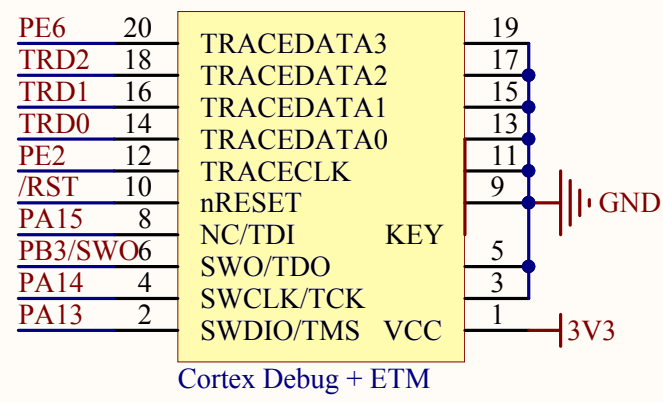 PE6 20 TRACEDATA3 19
TRD2 18 TRACEDATA2 17
TRD1 16 TRACEDATA1 15
TRD0 14 TRACEDATA0 13
PE2 12 TRACECLK 11
/RST 10 nRESET 9 GND
PA15 8 NC/TDI KEY
PB3/SWO 6 SWO/TDO 5
PA14 4 SWCLK/TCK 3
PA13 2 SWDIO/TMS VCC 1 3V3
Cortex Debug + ETM